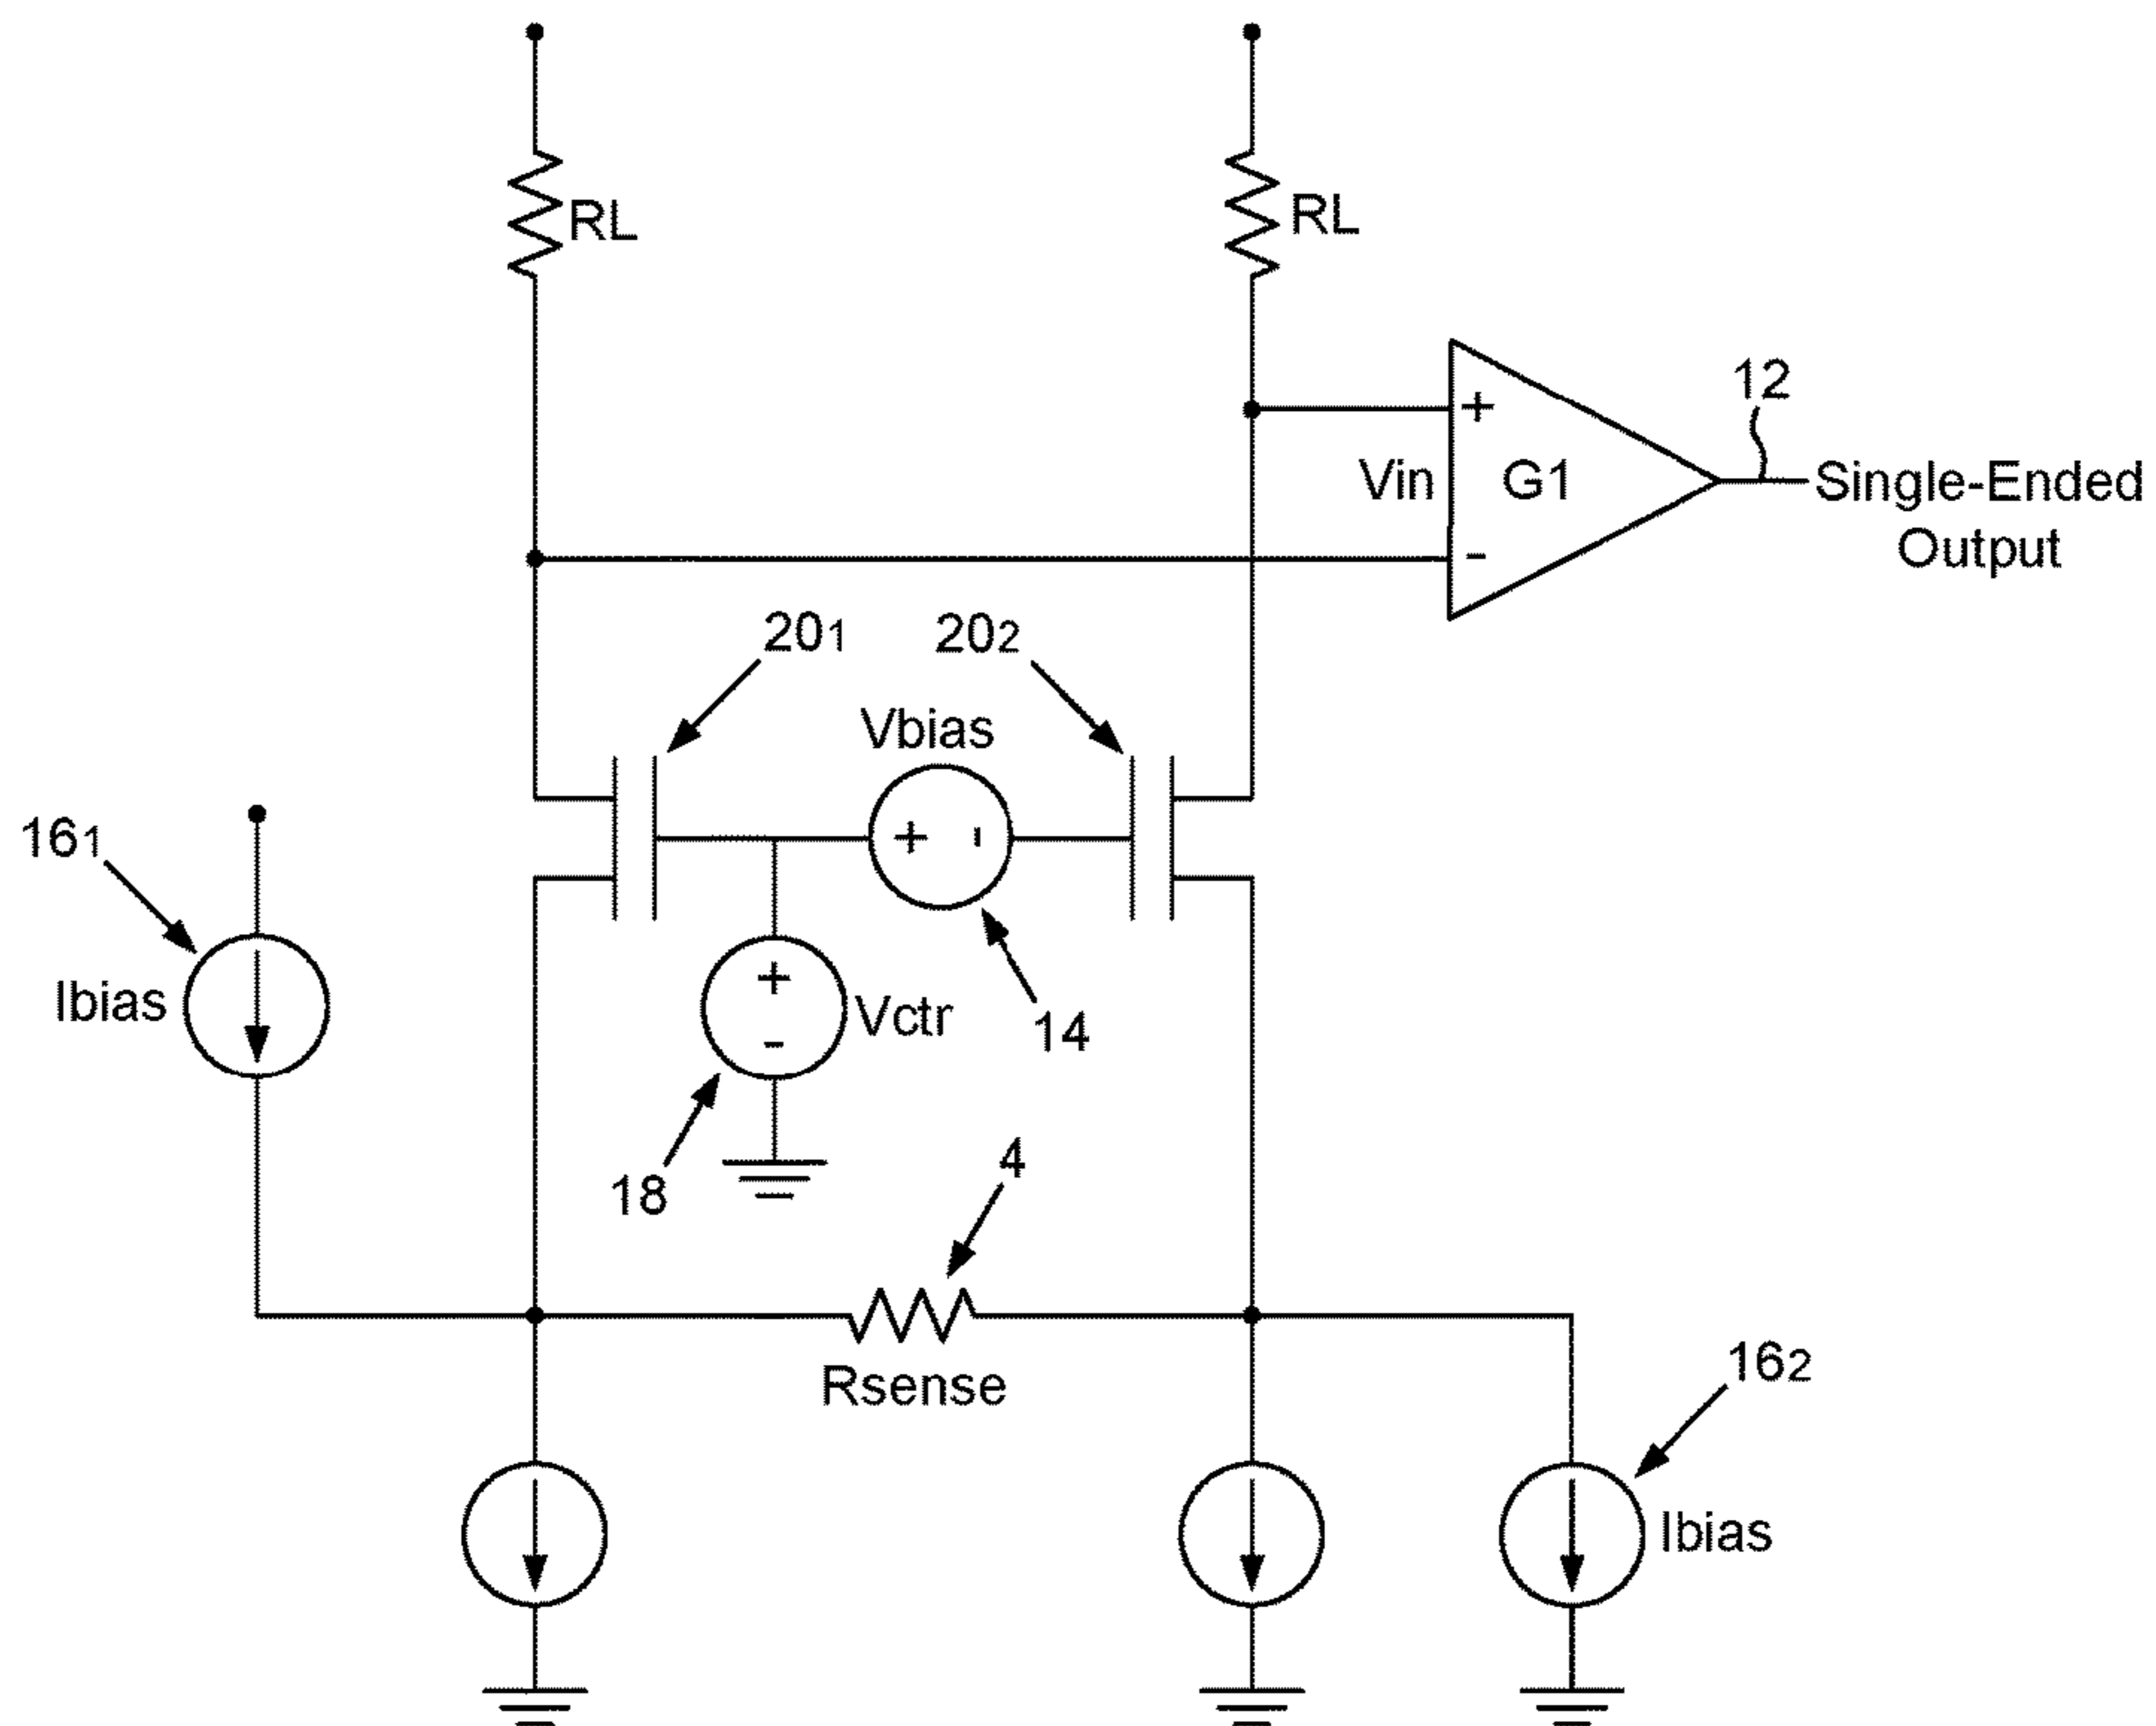 RL
RL
12
+
Vin
G1
Single-Ended
Output
-
201
202
Vbias
161
+ -
Ibias
+
Vctr
-
14
18
4
Rsense
162
Ibias